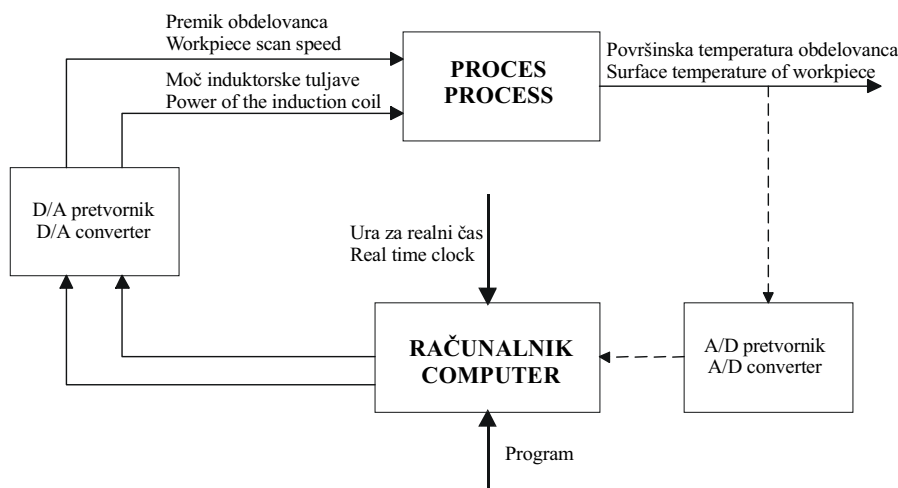 Premik obdelovanca
Workpiece scan speed
Moč induktorske tuljave
Power of the induction coil
PROCES
PROCESS
Površinska temperatura obdelovanca
Surface temperature of workpiece
D/A pretvornik
D/A converter
Ura za realni čas
Real time clock
RAČUNALNIK
COMPUTER
A/D pretvornik
A/D converter
Program